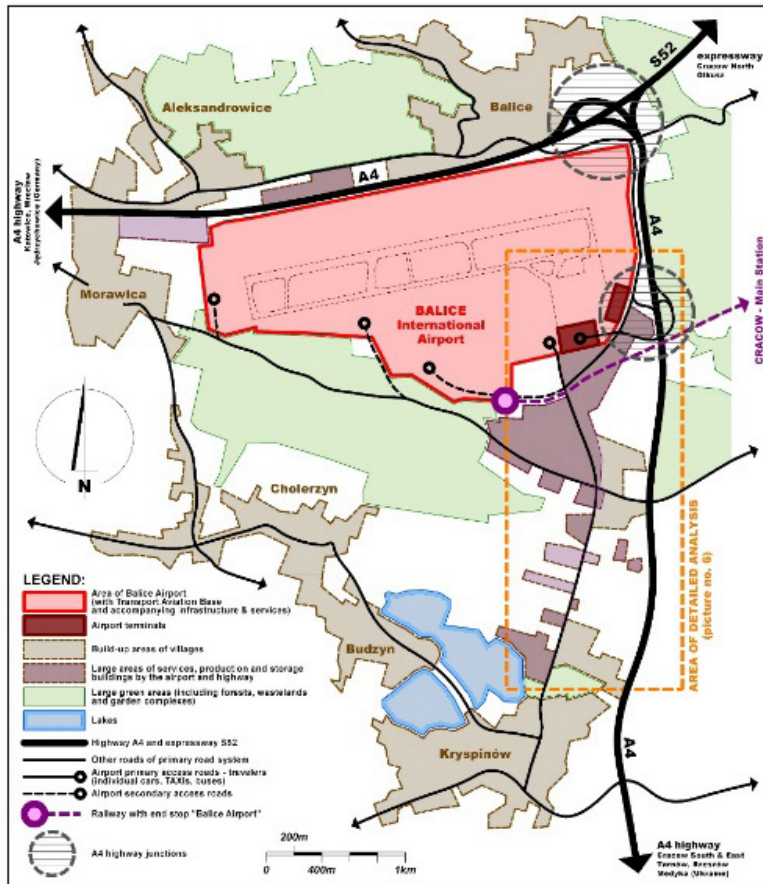 S52
expressway
Cracow North
Olkusz
Aleksandrowice
Balice
A4
A4 highway
Katowice, Wrocław
Jędrzychowice (Germany)
A4
Morawica
BALICE
International
Airport
CRACOW - Main Station
N
Cholerzyn
AREA OF DETAILED ANALYSIS
(picture no. 6)
LEGEND:
Area of Balice Airport
(with Transport Aviation Base
and accompanying infrastructure & services)
Airport terminals
Build-up areas of villages
Large areas of services, production and storage
buildings by the airport and highway
Large green areas (including forests, wastelands
and garden complexes)
Lakes
Highway A4 and expressway S52
Other roads of primary road system
Airport primary access roads - travelers
(individual cars, TAXIs, buses)
Airport secondary access roads
Railway with end stop "Balice Airport"
A4 highway junctions
Budzyn
Kryspinów
A4
200m
0
400m
1km
A4 highway
Cracow South & East
Tarnów, Rzeszów
Medyka (Ukraine)